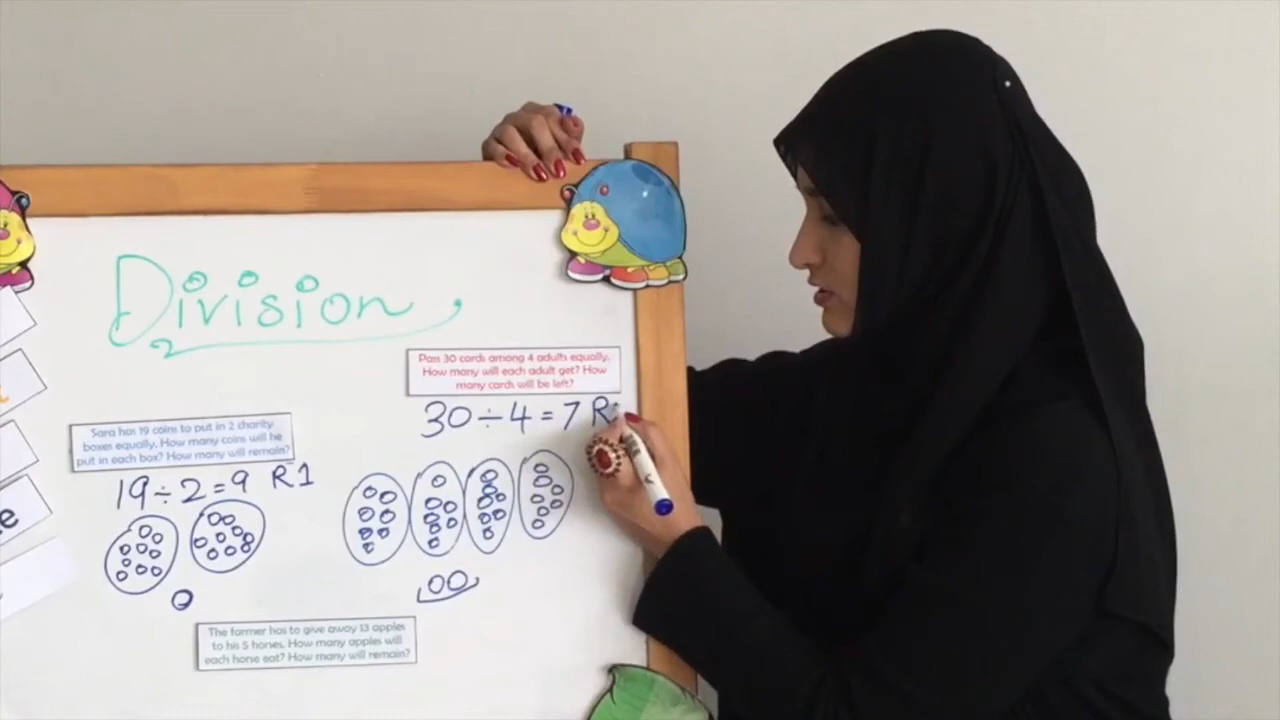 Division
Pass 30 cards among 4 adults equally.
How many will each adult get? How
many cards will be left?
30 ÷ 4 = 7 R
Sara has 19 coins to put in 2 charity
boxes equally. How many coins will he
put in each box? How many will remain?
19 ÷ 2 = 9 R1
The farmer has to give away 13 apples
to his 5 horses. How many apples will
each horse eat? How many will remain?
e